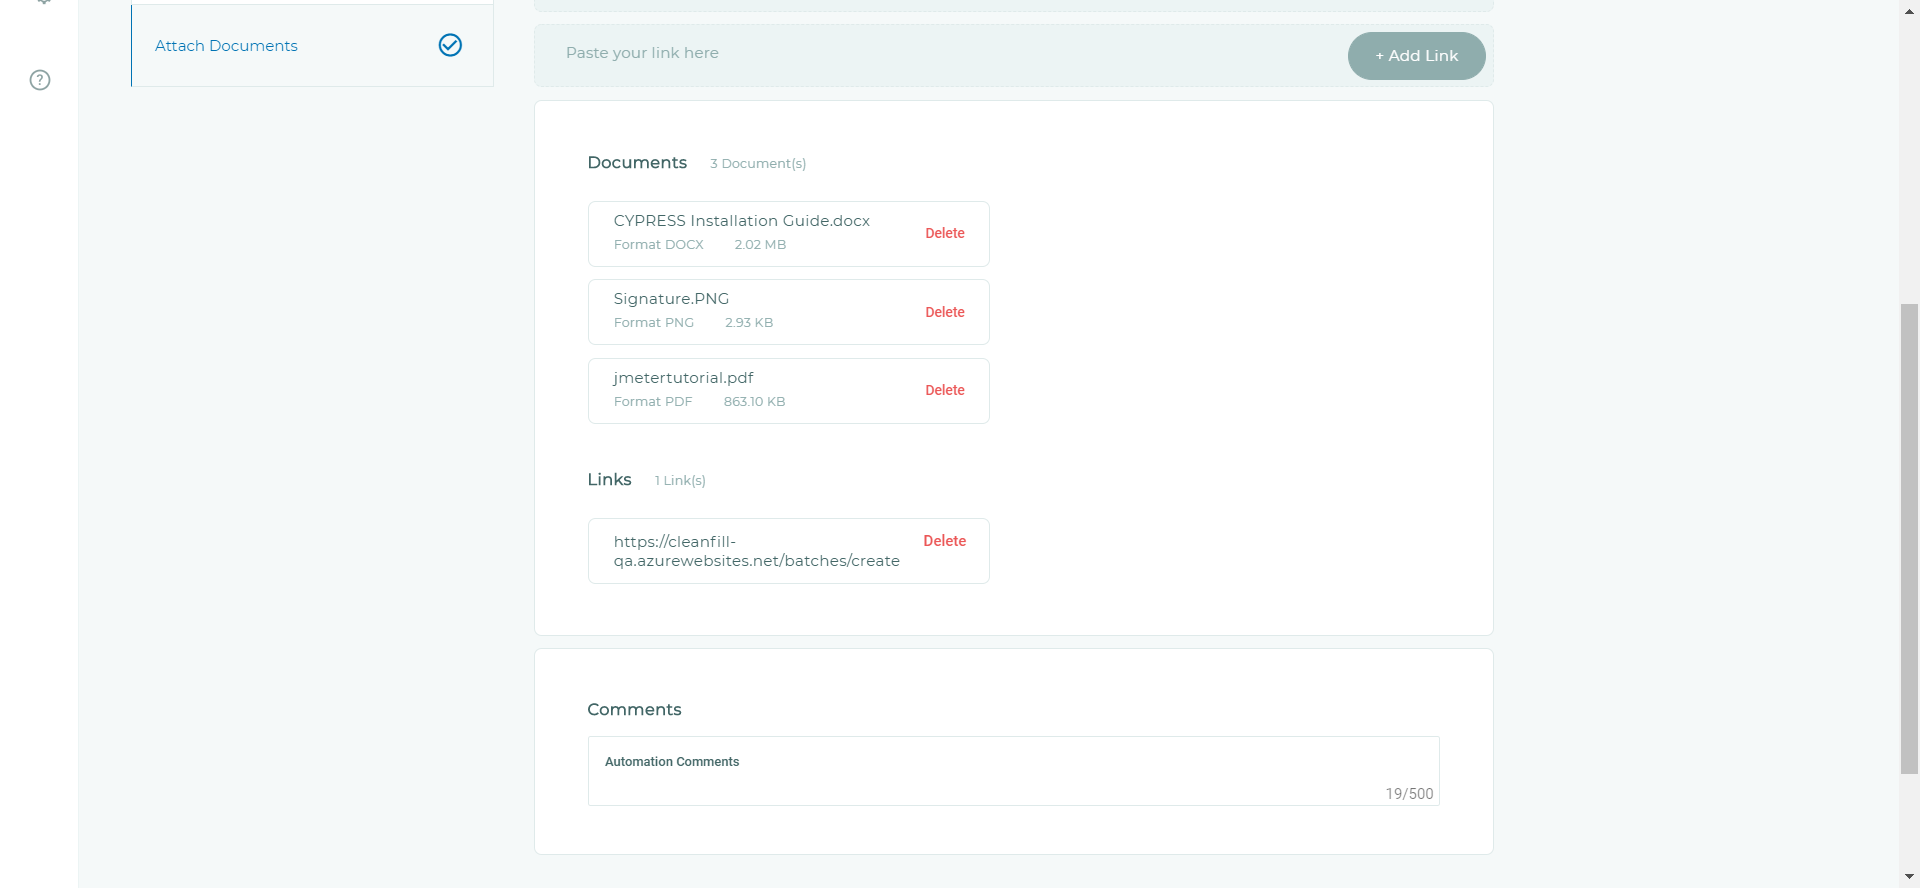 Attach Documents
Paste your link here
+ Add Link
Documents 3 Document(s)
CYPRESS Installation Guide.docx
Format DOCX 2.02 MB
Delete
Signature.PNG
Format PNG 2.93 KB
Delete
jmetertutorial.pdf
Format PDF 863.10 KB
Delete
Links 1 Link(s)
https://cleanfill-
qa.azurewebsites.net/batches/create
Delete
Comments
Automation Comments
19/500